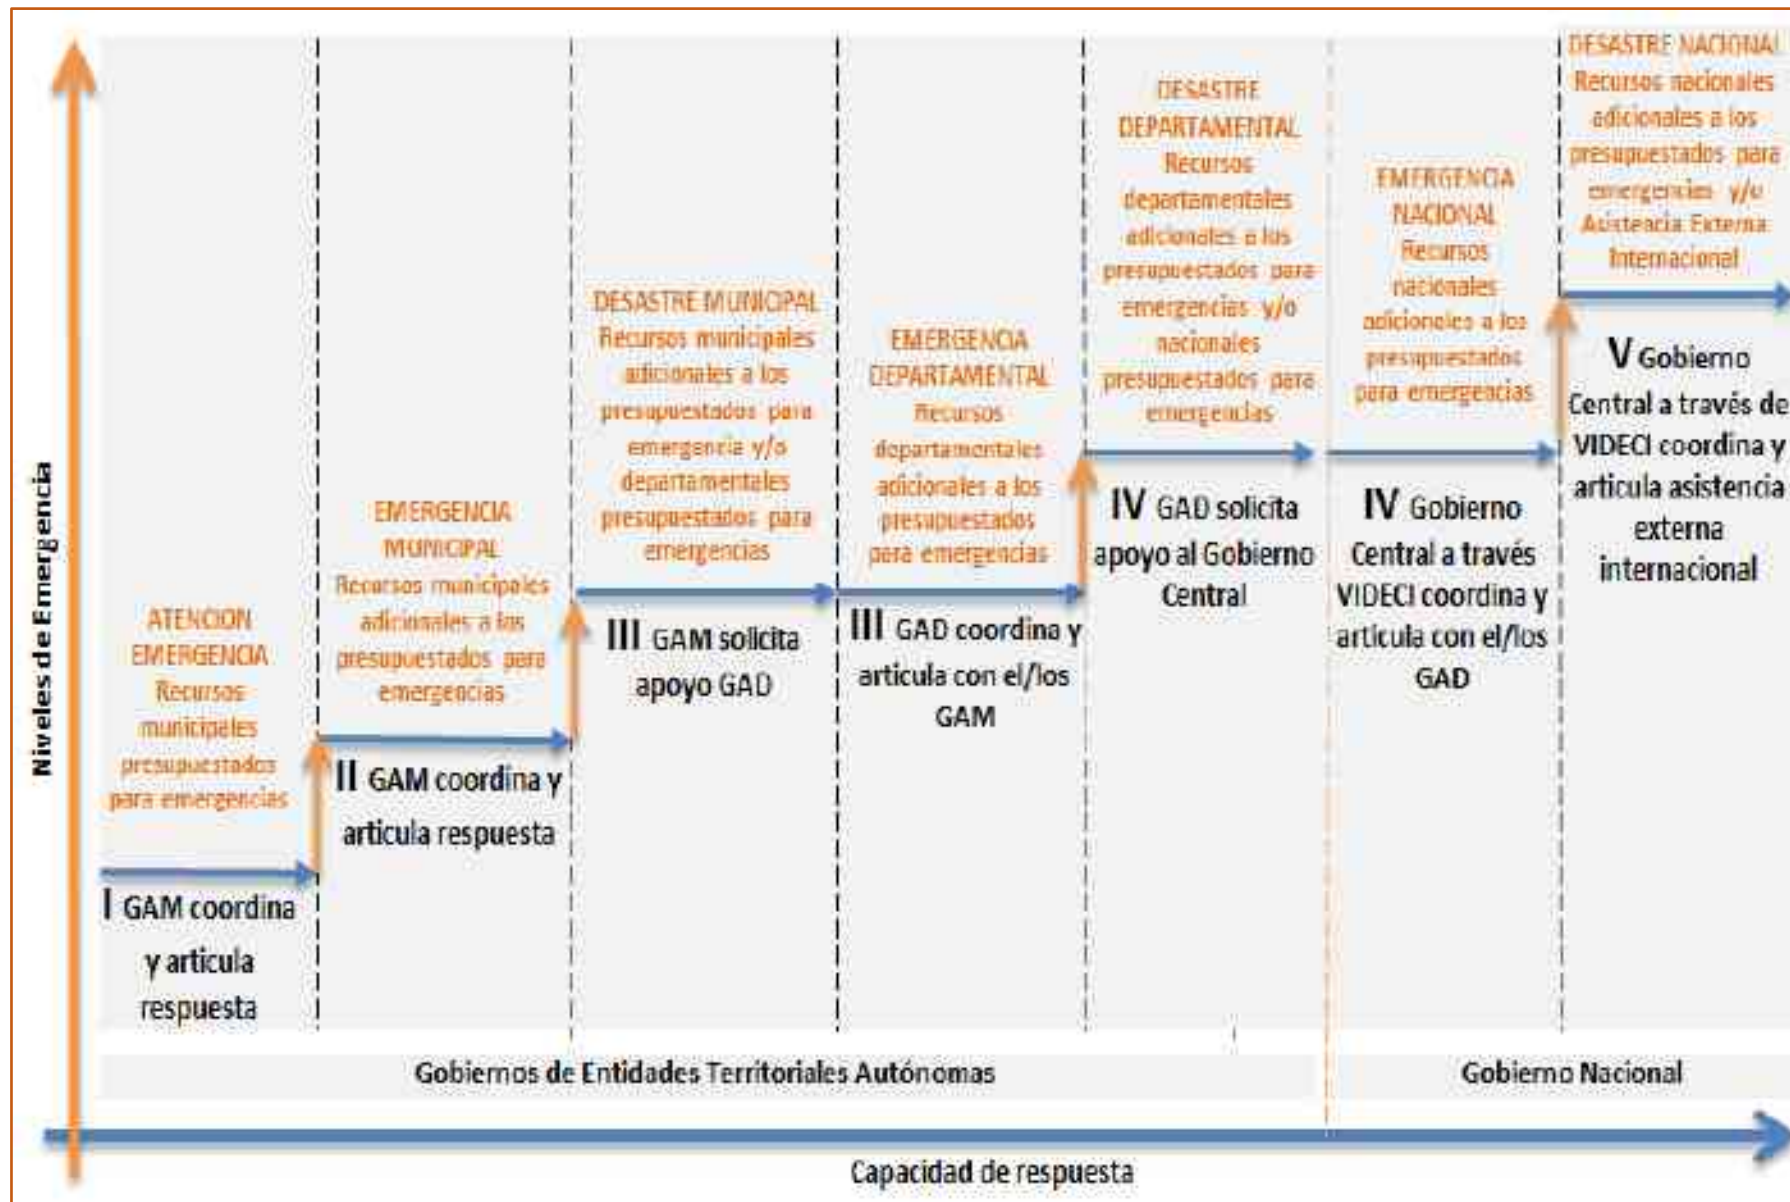 Niveles de Emergencia
ATENCION
EMERGENCIA
Recursos
municipales
presupuestados
para emergencias
I GAM coordina
y articula
respuesta
EMERGENCIA
MUNICIPAL
Recursos municipales
adicionales a los
presupuestados para
emergencias
II GAM coordina y
articula respuesta
DESASTRE MUNICIPAL
Recursos municipales
adicionales a los
presupuestados para
emergencia y/o
departamentales
presupuestados para
emergencias
III GAM solicita
apoyo GAD
EMERGENCIA
DEPARTAMENTAL
Recursos
departamentales
adicionales a los
presupuestados
para emergencias
III GAD coordina y
articula con el/los
GAM
DESASTRE
DEPARTAMENTAL
Recursos
departamentales
adicionales a los
presupuestados para
emergencias y/o
nacionales
presupuestados para
emergencias
IV GAD solicita
apoyo al Gobierno
Central
EMERGENCIA
NACIONAL
Recursos
nacionales
adicionales a los
presupuestados
para emergencias
IV Gobierno
Central a través
VIDECI coordina y
articula con el/los
GAD
DESASTRE NACIONAL
Recursos nacionales
adicionales a los
presupuestados para
emergencias y/o
Asistencia Externa
Internacional
V Gobierno
Central a través de
VIDECI coordina y
articula asistencia
externa
internacional
Gobiernos de Entidades Territoriales Autónomas
Gobierno Nacional
Capacidad de respuesta